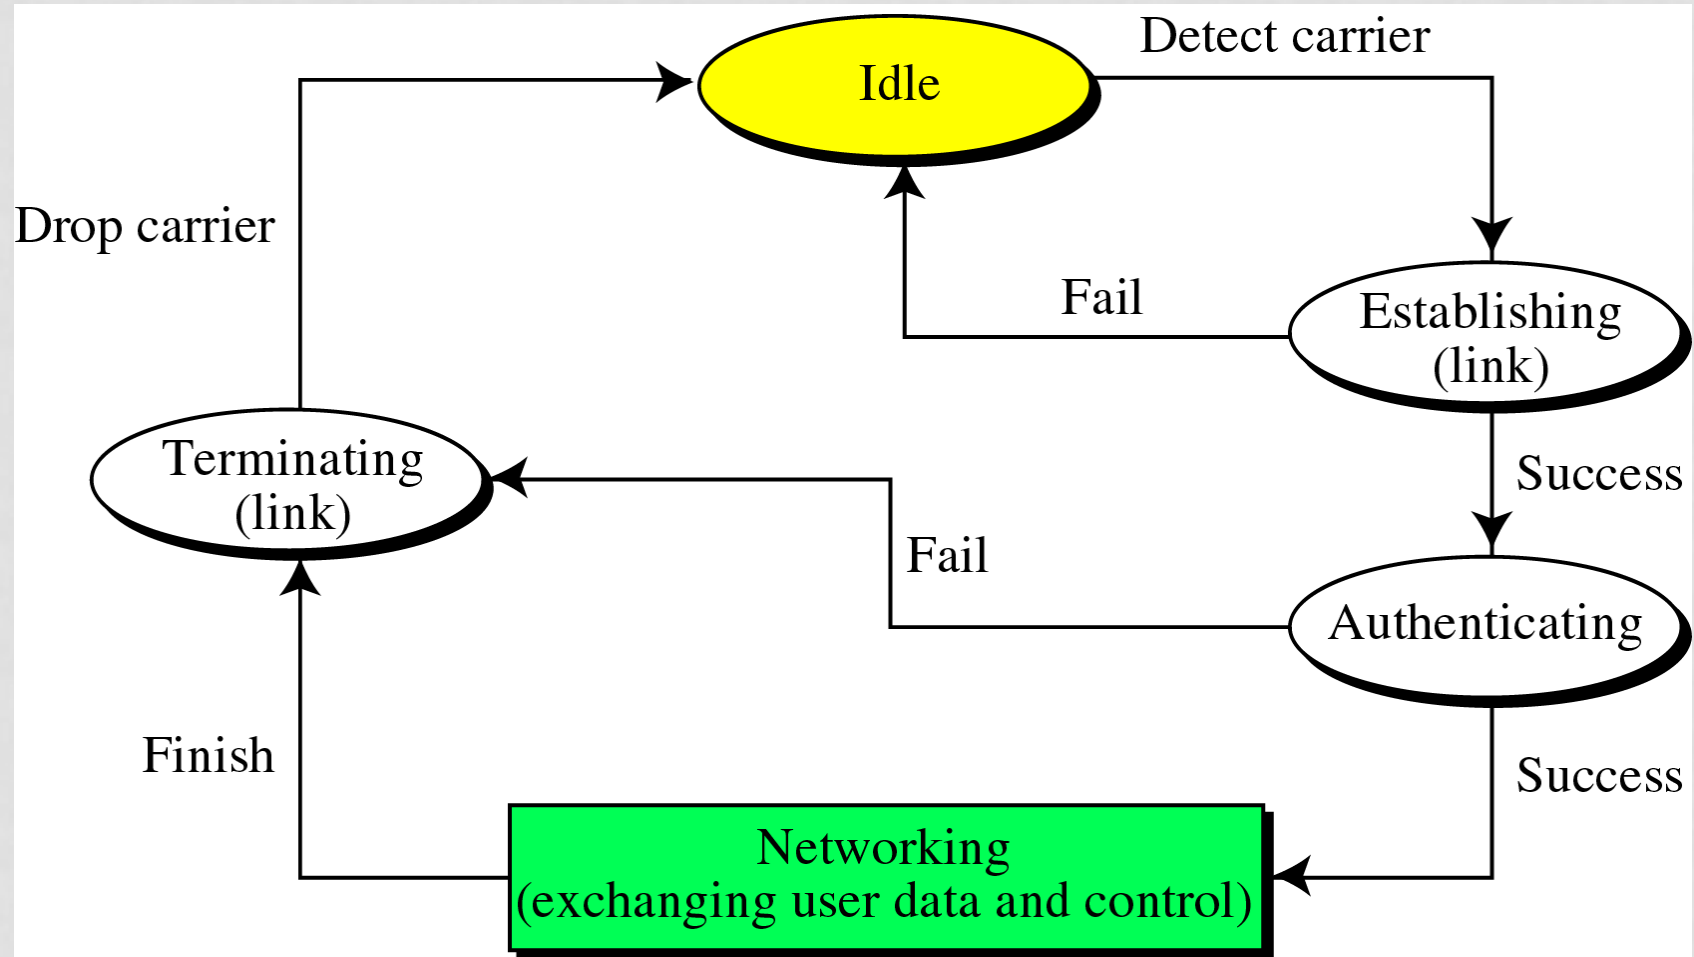 Detect carrier
Idle
Drop carrier
Fail
Establishing
(link)
Terminating
(link)
Success
Fail
Authenticating
Finish
Success
Networking
(exchanging user data and control)